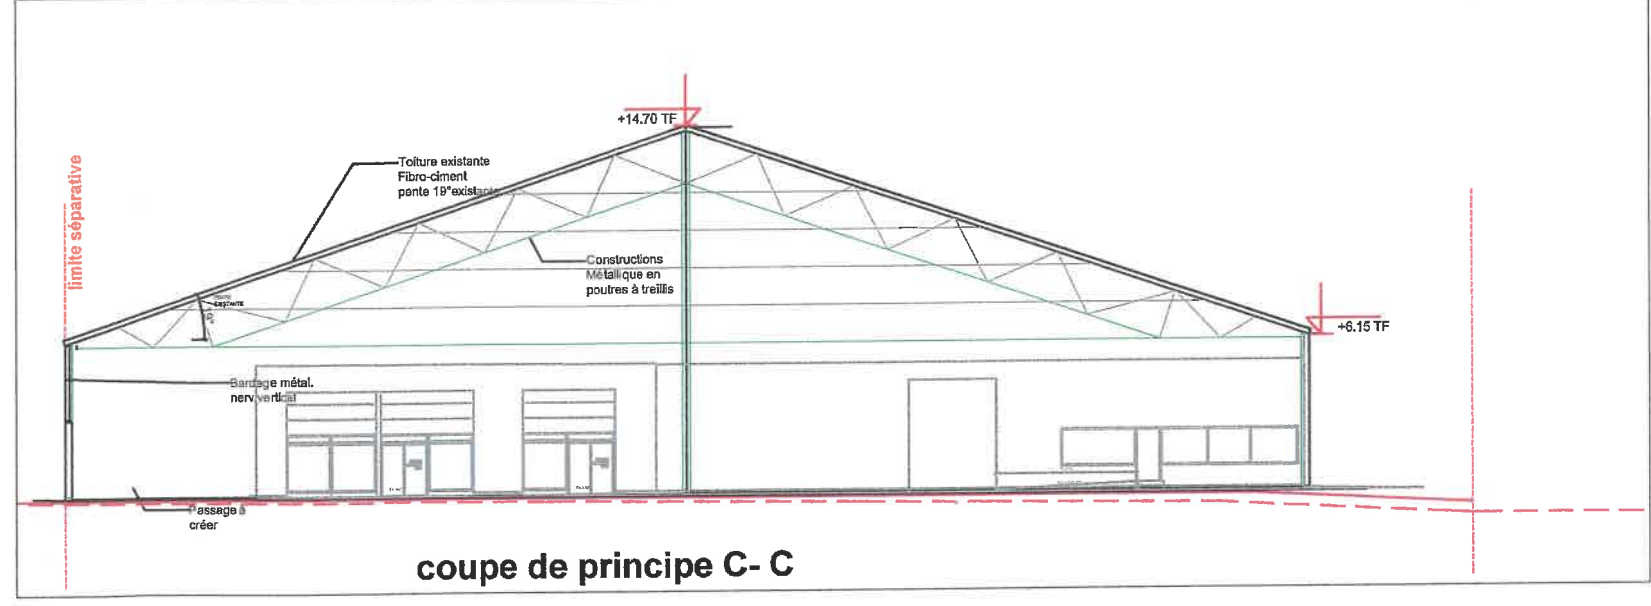 +14.70 TF
limite séparative
Toiture existante
Fibro-ciment
pente 19°existante
Constructions
Métallique en
poutres à treillis
EXISTANTE
+6.15 TF
Bardage métal.
nerv vertical
Passage à
créer
coupe de principe C- C